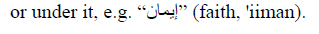 or under it, e.g. “إيمان” (faith, 'iiman).